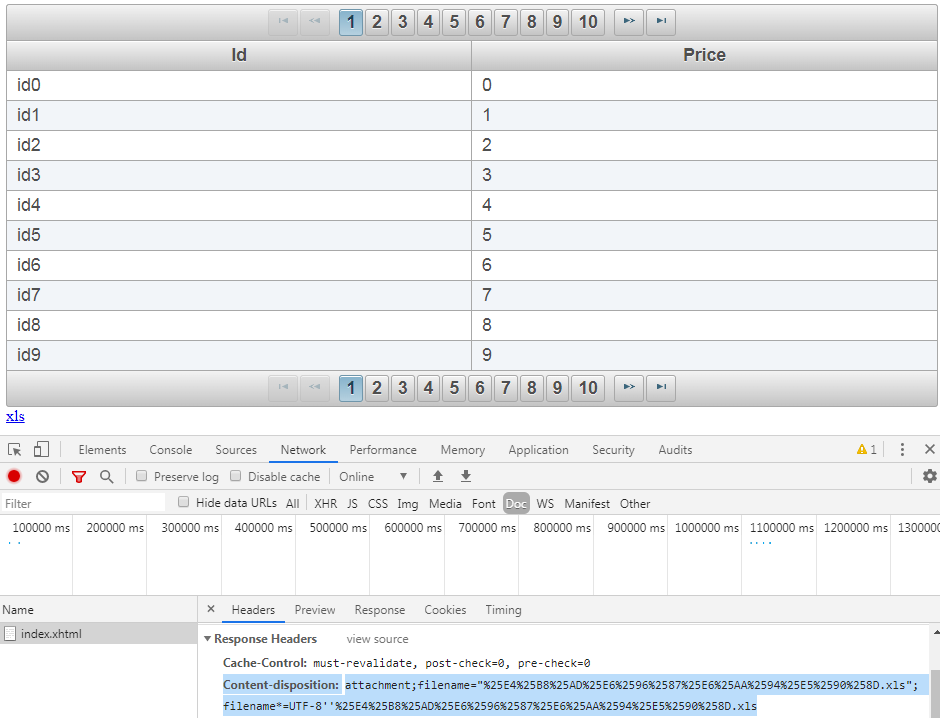 1 2 3 4 5 6 7 8 9 10
Id Price
id0 0
id1 1
id2 2
id3 3
id4 4
id5 5
id6 6
id7 7
id8 8
id9 9
1 2 3 4 5 6 7 8 9 10
xls
Elements Console Sources Network Performance Memory Application Security Audits 1
Preserve log Disable cache Online
Filter Hide data URLs All XHR JS CSS Img Media Font Doc WS Manifest Other
100000 ms 200000 ms 300000 ms 400000 ms 500000 ms 600000 ms 700000 ms 800000 ms 900000 ms 1000000 ms 1100000 ms 1200000 ms 1300000
Name × Headers Preview Response Cookies Timing
index.xhtml
Response Headers view source
Cache-Control: must-revalidate, post-check=0, pre-check=0
Content-disposition: attachment;filename="%25E4%25B8%25AD%25E6%2596%2587%25E6%25AA%2594%25E5%2590%258D.xls";
filename*=UTF-8''%25E4%25B8%25AD%25E6%2596%2587%25E6%25AA%2594%25E5%2590%258D.xls